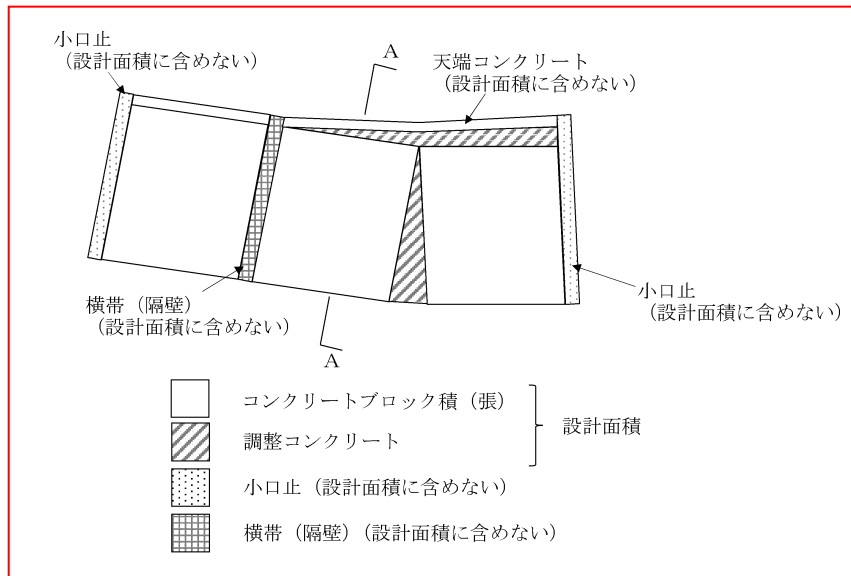 小口止
（設計面積に含めない）
A
天端コンクリート
（設計面積に含めない）
横帯（隔壁）
（設計面積に含めない）
A
小口止
（設計面積に含めない）
コンクリートブロック積（張）
調整コンクリート
設計面積
小口止（設計面積に含めない）
横帯（隔壁）（設計面積に含めない）